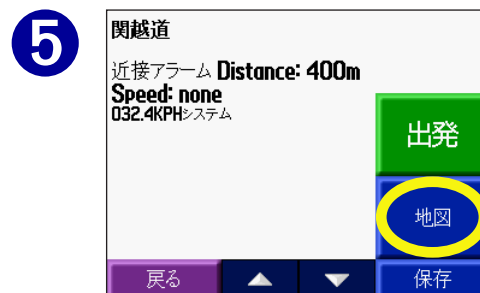 5
関越道
近接アラーム Distance: 400m
Speed: none
032.4KPHシステム
出発
地図
戻る
保存